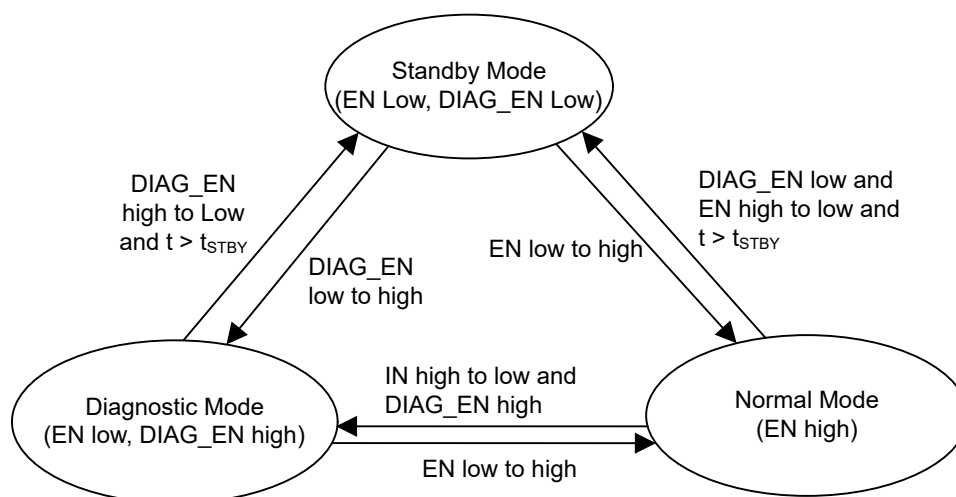 Standby Mode
(EN Low, DIAG_EN Low)
DIAG_EN
high to Low
and t > tSTBY
DIAG_EN low and
EN high to low and
t > tSTBY
EN low to high
DIAG_EN
low to high
IN high to low and
DIAG_EN high
Diagnostic Mode
(EN low, DIAG_EN high)
Normal Mode
(EN high)
EN low to high